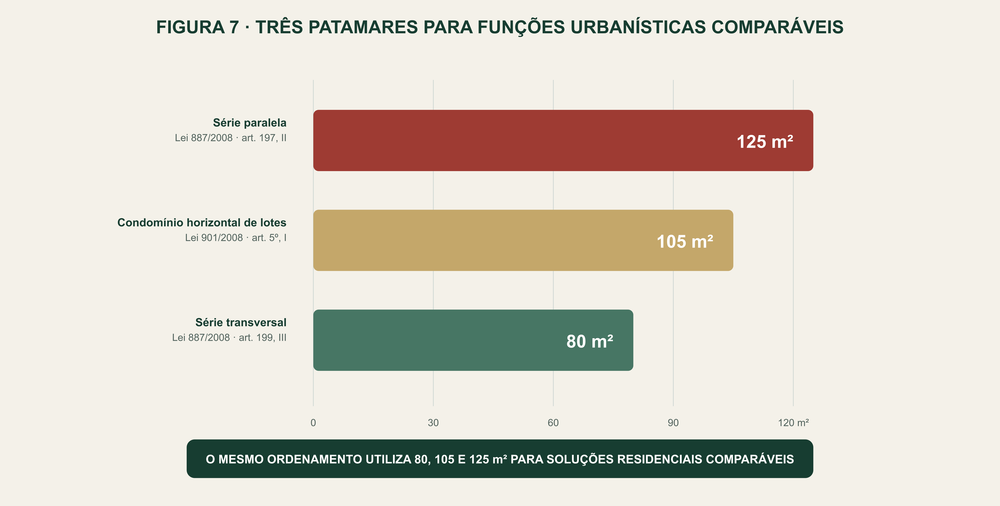 FIGURA 7 · TRÊS PATAMARES PARA FUNÇÕES URBANÍSTICAS COMPARÁVEIS
Série paralela
Lei 887/2008 · art. 197, II
125 m²
Condomínio horizontal de lotes
Lei 901/2008 · art. 5º, I
105 m²
Série transversal
Lei 887/2008 · art. 199, III
80 m²
0 30 60 90 120 m²
O MESMO ORDENAMENTO UTILIZA 80, 105 E 125 m² PARA SOLUÇÕES RESIDENCIAIS COMPARÁVEIS